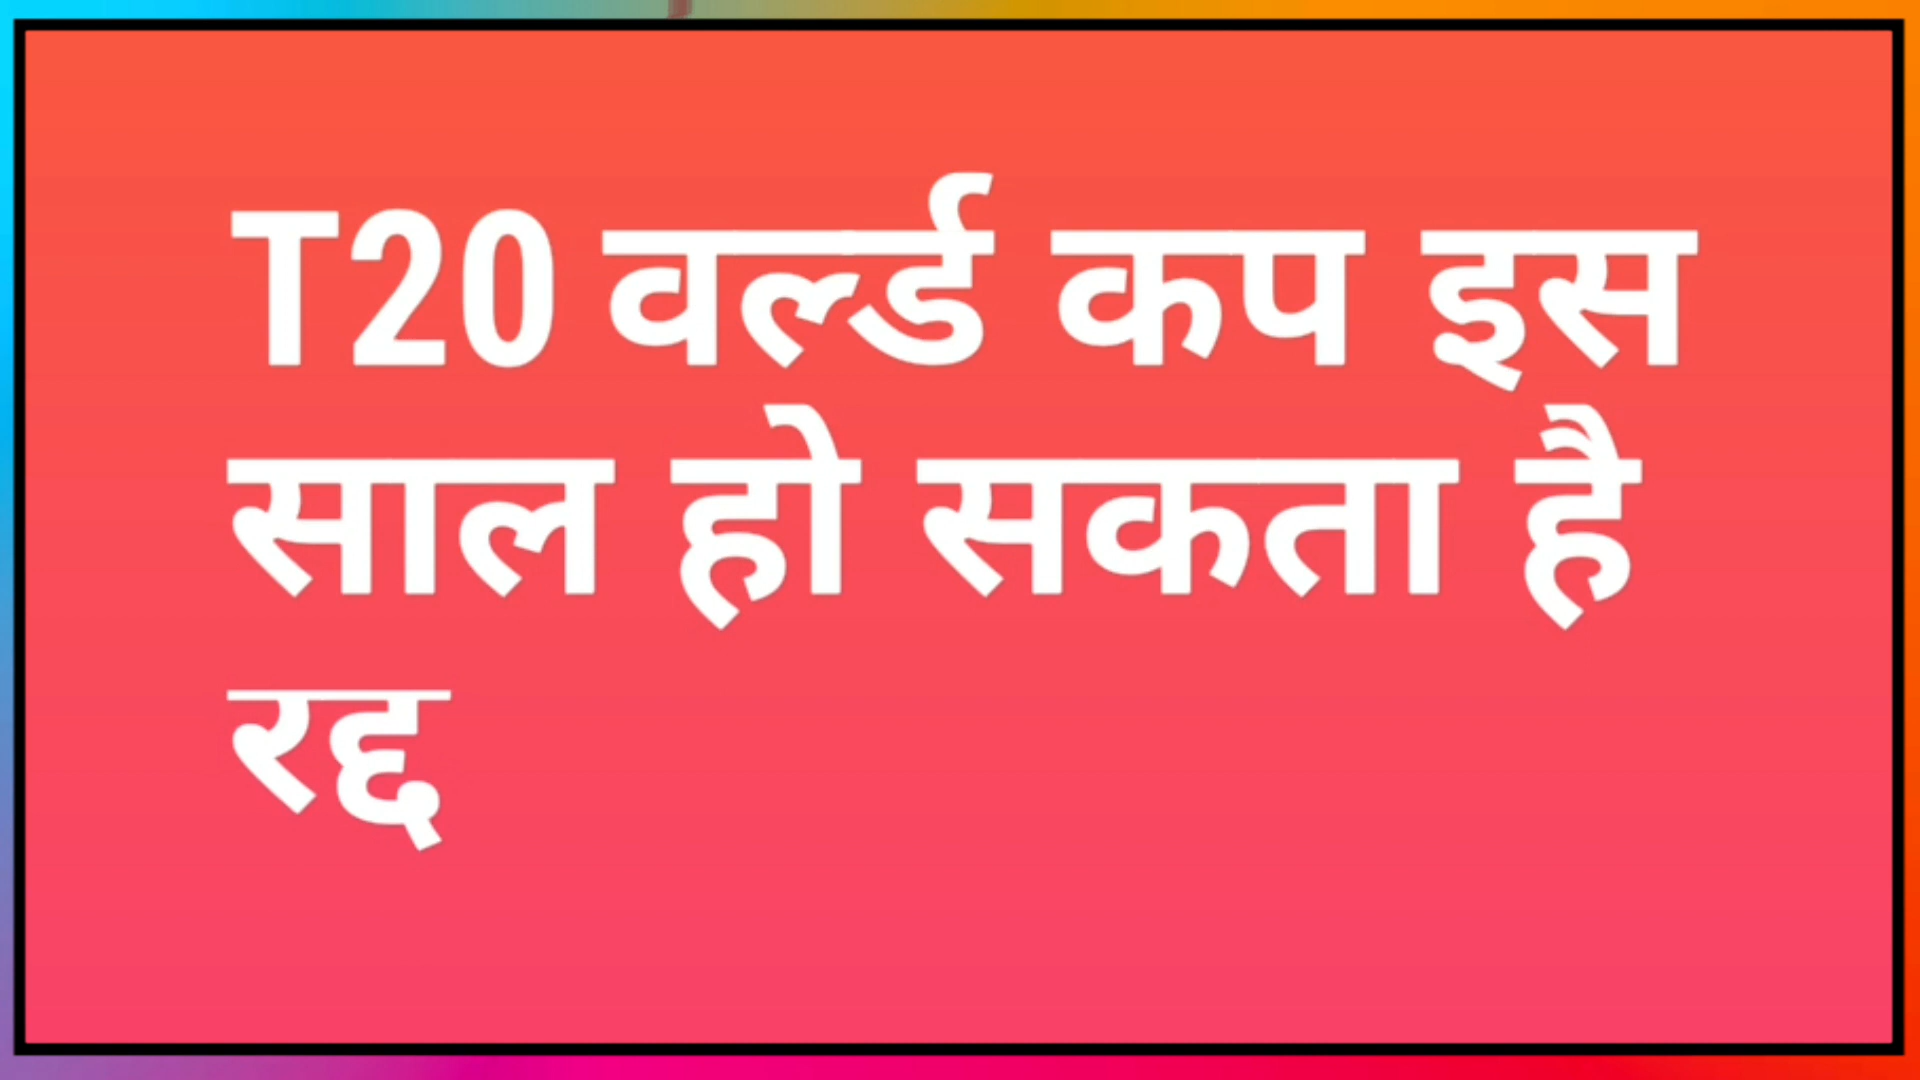 T20 वर्ल्ड कप इस
साल हो सकता है
रद्द